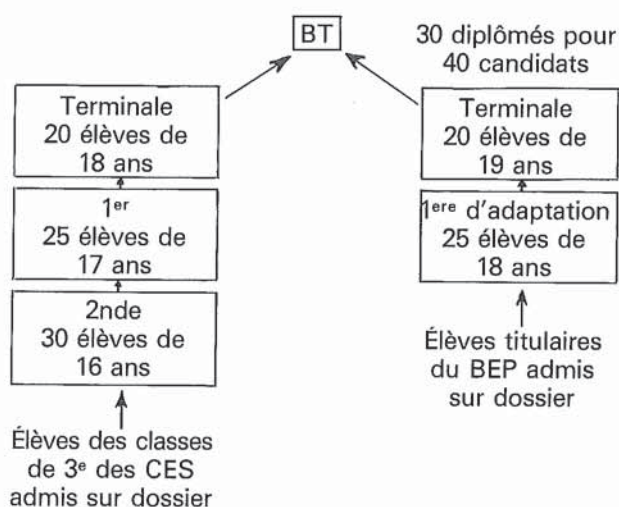 BT
30 diplômés pour
40 candidats
Terminale
20 élèves de
18 ans
1er
25 élèves de
17 ans
2nde
30 élèves de
16 ans
Élèves des classes
de 3e des CES
admis sur dossier
Terminale
20 élèves de
19 ans
1ere d'adaptation
25 élèves de
18 ans
Élèves titulaires
du BEP admis
sur dossier